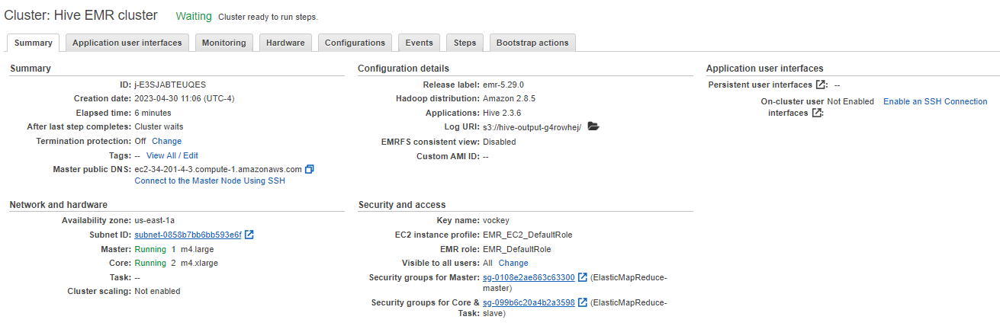 Cluster: Hive EMR cluster Waiting Cluster ready to run steps.
Summary Application user interfaces Monitoring Hardware Configurations Events Steps Bootstrap actions
Summary
ID: j-E3SJABTEUQES
Creation date: 2023-04-30 11:06 (UTC-4)
Elapsed time: 6 minutes
After last step completes: Cluster waits
Termination protection: Off Change
Tags: -- View All / Edit
Master public DNS: ec2-34-201-4-3.compute-1.amazonaws.com
Connect to the Master Node Using SSH
Configuration details
Release label: emr-5.29.0
Hadoop distribution: Amazon 2.8.5
Applications: Hive 2.3.6
Log URI: s3://hive-output-g4rowhej/
EMRFS consistent view: Disabled
Custom AMI ID: --
Application user interfaces
Persistent user interfaces : --
On-cluster user Not Enabled Enable an SSH Connection
interfaces :
Network and hardware
Availability zone: us-east-1a
Subnet ID: subnet-0858b7bb6bb593e6f
Master: Running 1 m4.large
Core: Running 2 m4.xlarge
Task: --
Cluster scaling: Not enabled
Security and access
Key name: vockey
EC2 instance profile: EMR_EC2_DefaultRole
EMR role: EMR_DefaultRole
Visible to all users: All Change
Security groups for Master: sg-0108e2ae863c63300 (ElasticMapReduce-
master)
Security groups for Core & sg-099b6c20a4b2a3598 (ElasticMapReduce-
Task: slave)